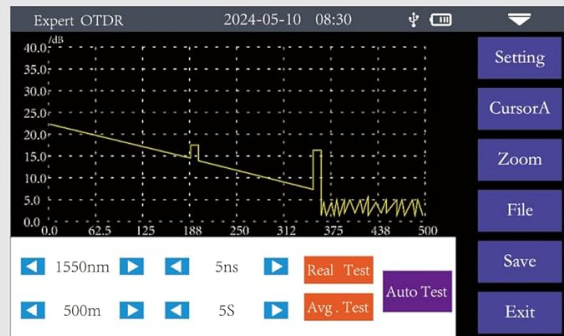 Expert OTDR 2024-05-10 08:30
/dB
40.0
35.0
30.0
25.0
20.0
15.0
10.0
5.0
0.0
0.0 62.5 125 188 250 312 375 438 500
Setting
CursorA
Zoom
File
Save
Exit
1550nm 5ns Real Test
500m 5S Avg . Test
Auto Test